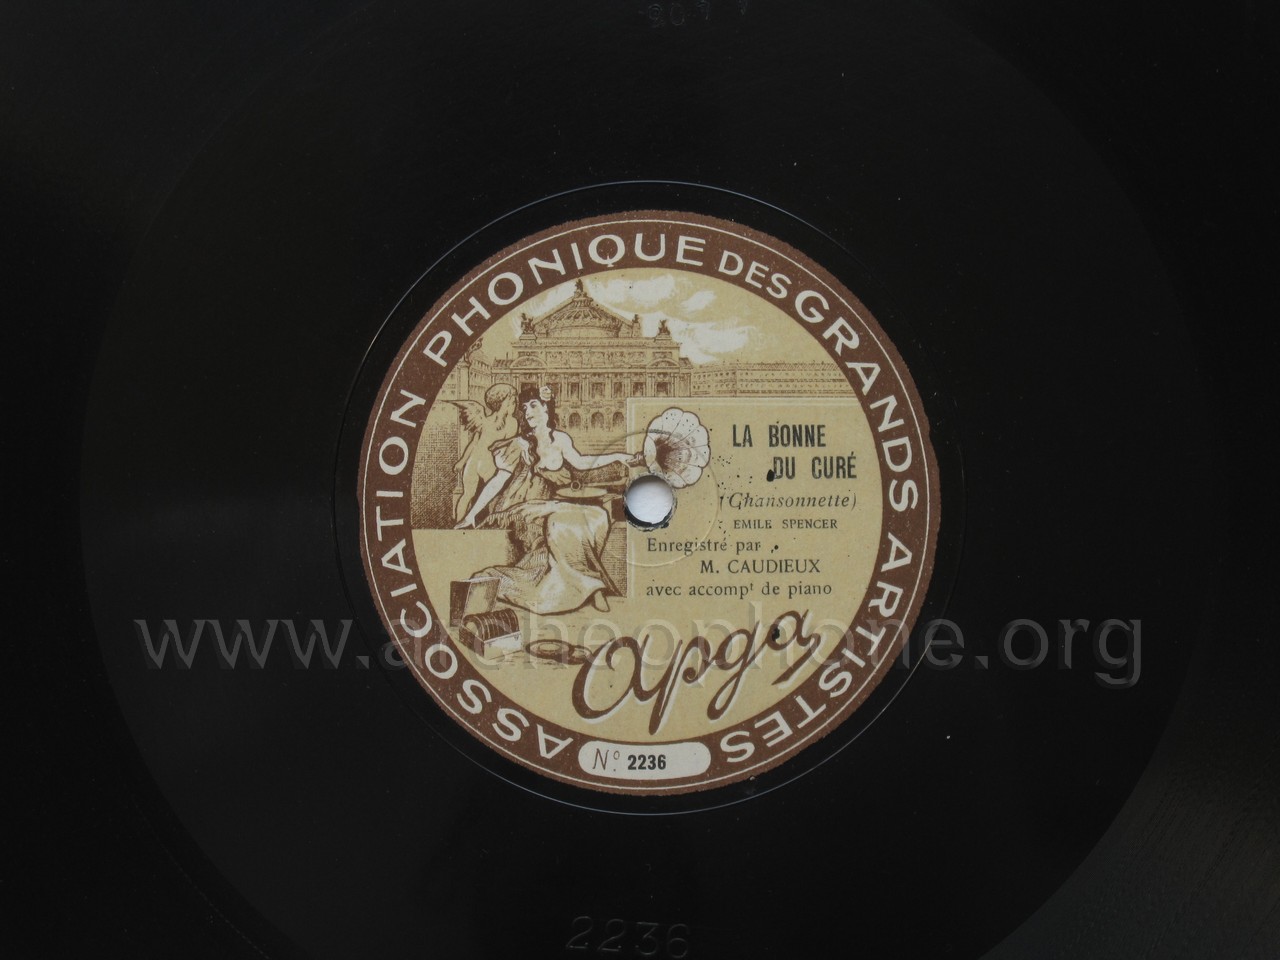 ASSOCIATION PHONIQUE DES GRANDS ARTISTES
LA BONNE
DU CURÉ
(Chansonnette)
EMILE SPENCER
Enregistré par
M. CAUDIEUX
avec accompt de piano
Apga
www.archeophone.org
No. 2236
2236